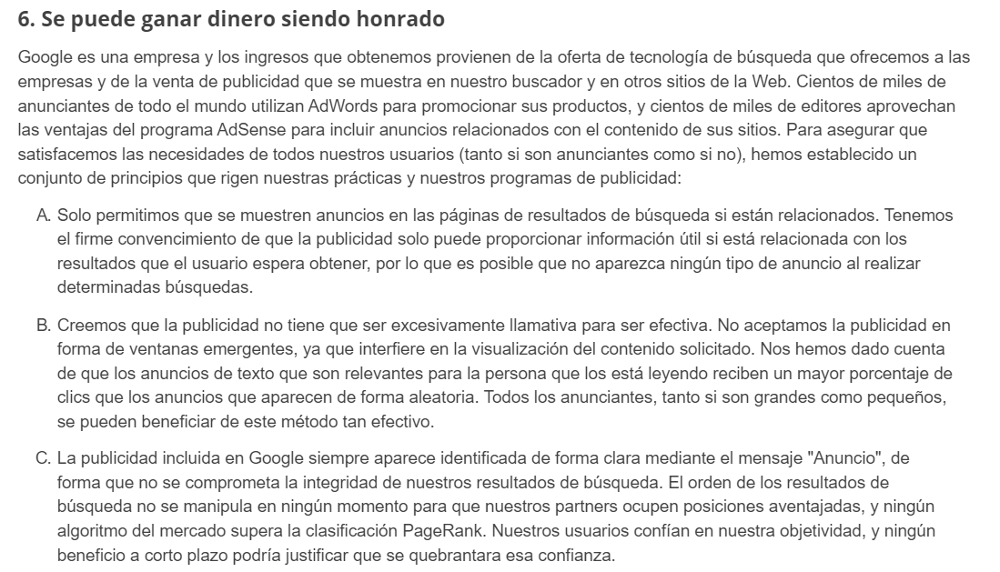 6. Se puede ganar dinero siendo honrado
Google es una empresa y los ingresos que obtenemos provienen de la oferta de tecnología de búsqueda que ofrecemos a las
empresas y de la venta de publicidad que se muestra en nuestro buscador y en otros sitios de la Web. Cientos de miles de
anunciantes de todo el mundo utilizan AdWords para promocionar sus productos, y cientos de miles de editores aprovechan
las ventajas del programa AdSense para incluir anuncios relacionados con el contenido de sus sitios. Para asegurar que
satisfacemos las necesidades de todos nuestros usuarios (tanto si son anunciantes como si no), hemos establecido un
conjunto de principios que rigen nuestras prácticas y nuestros programas de publicidad:
A. Solo permitimos que se muestren anuncios en las páginas de resultados de búsqueda si están relacionados. Tenemos
el firme convencimiento de que la publicidad solo puede proporcionar información útil si está relacionada con los
resultados que el usuario espera obtener, por lo que es posible que no aparezca ningún tipo de anuncio al realizar
determinadas búsquedas.
B. Creemos que la publicidad no tiene que ser excesivamente llamativa para ser efectiva. No aceptamos la publicidad en
forma de ventanas emergentes, ya que interfiere en la visualización del contenido solicitado. Nos hemos dado cuenta
de que los anuncios de texto que son relevantes para la persona que los está leyendo reciben un mayor porcentaje de
clics que los anuncios que aparecen de forma aleatoria. Todos los anunciantes, tanto si son grandes como pequeños,
se pueden beneficiar de este método tan efectivo.
C. La publicidad incluida en Google siempre aparece identificada de forma clara mediante el mensaje "Anuncio", de
forma que no se comprometa la integridad de nuestros resultados de búsqueda. El orden de los resultados de
búsqueda no se manipula en ningún momento para que nuestros partners ocupen posiciones aventajadas, y ningún
algoritmo del mercado supera la clasificación PageRank. Nuestros usuarios confían en nuestra objetividad, y ningún
beneficio a corto plazo podría justificar que se quebrantara esa confianza.